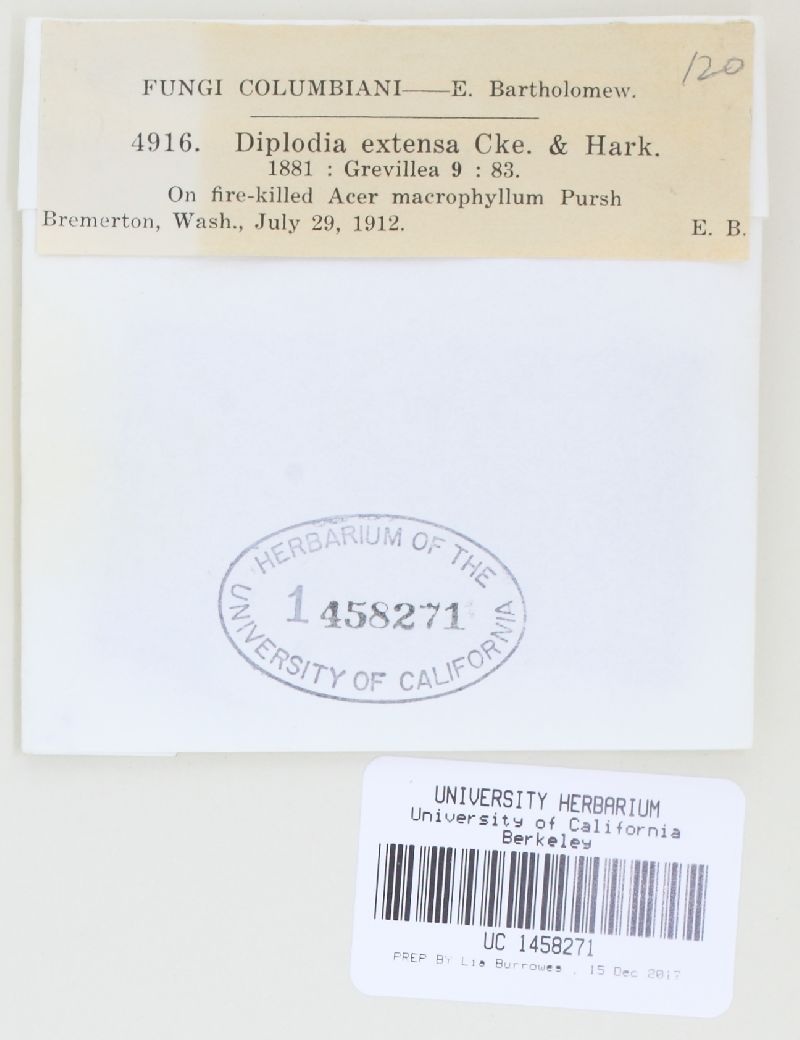 120
FUNGI COLUMBIANI——E. Bartholomew.
4916. Diplodia extensa Cke. & Hark.
1881 : Grevillea 9 : 83.
On fire-killed Acer macrophyllum Pursh
Bremerton, Wash., July 29, 1912. E. B.
HERBARIUM OF THE
1458271
UNIVERSITY OF CALIFORNIA
UNIVERSITY HERBARIUM
University of California
Berkeley
UC 1458271
PREP BY Lia Burrowes , 15 Dec 2017